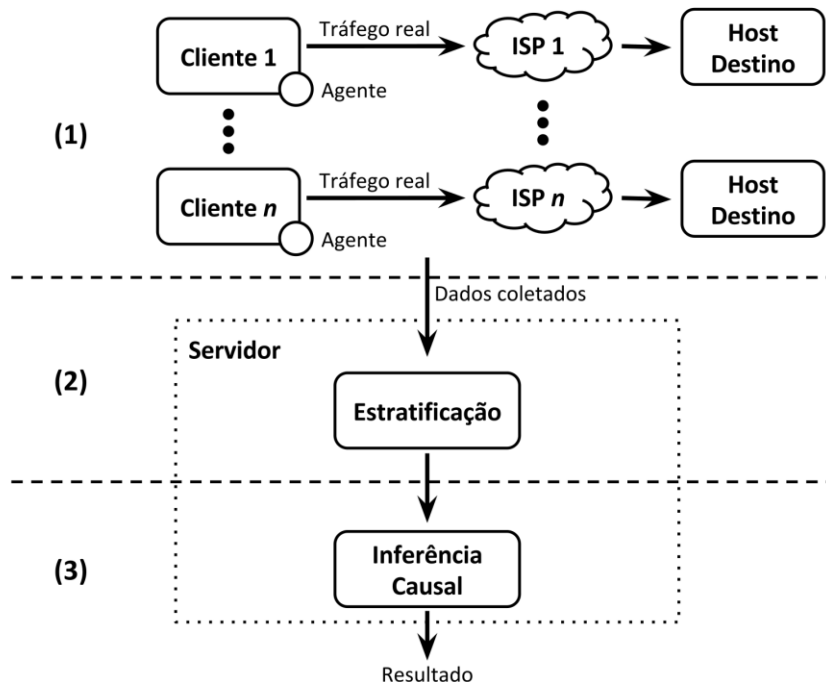 Cliente 1
Tráfego real
ISP 1
Host
Destino
Agente
(1)
Cliente n
Tráfego real
ISP n
Host
Destino
Agente
Dados coletados
Servidor
(2)
Estratificação
(3)
Inferência
Causal
Resultado